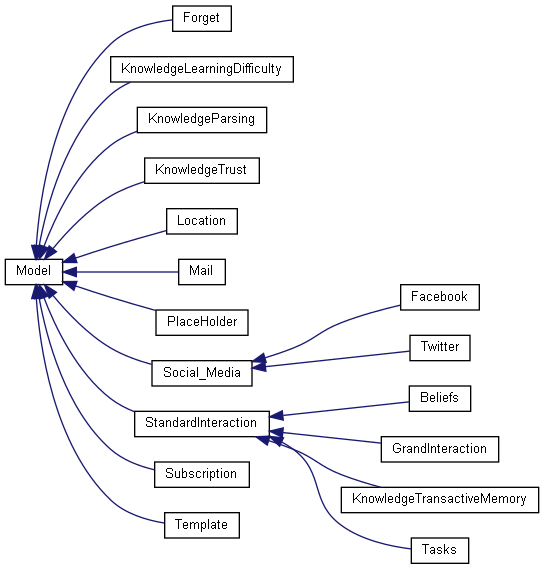 Forget
KnowledgeLearningDifficulty
KnowledgeParsing
KnowledgeTrust
Location
Model
Mail
PlaceHolder
Facebook
Twitter
Social_Media
Beliefs
StandardInteraction
GrandInteraction
Subscription
KnowledgeTransactiveMemory
Template
Tasks